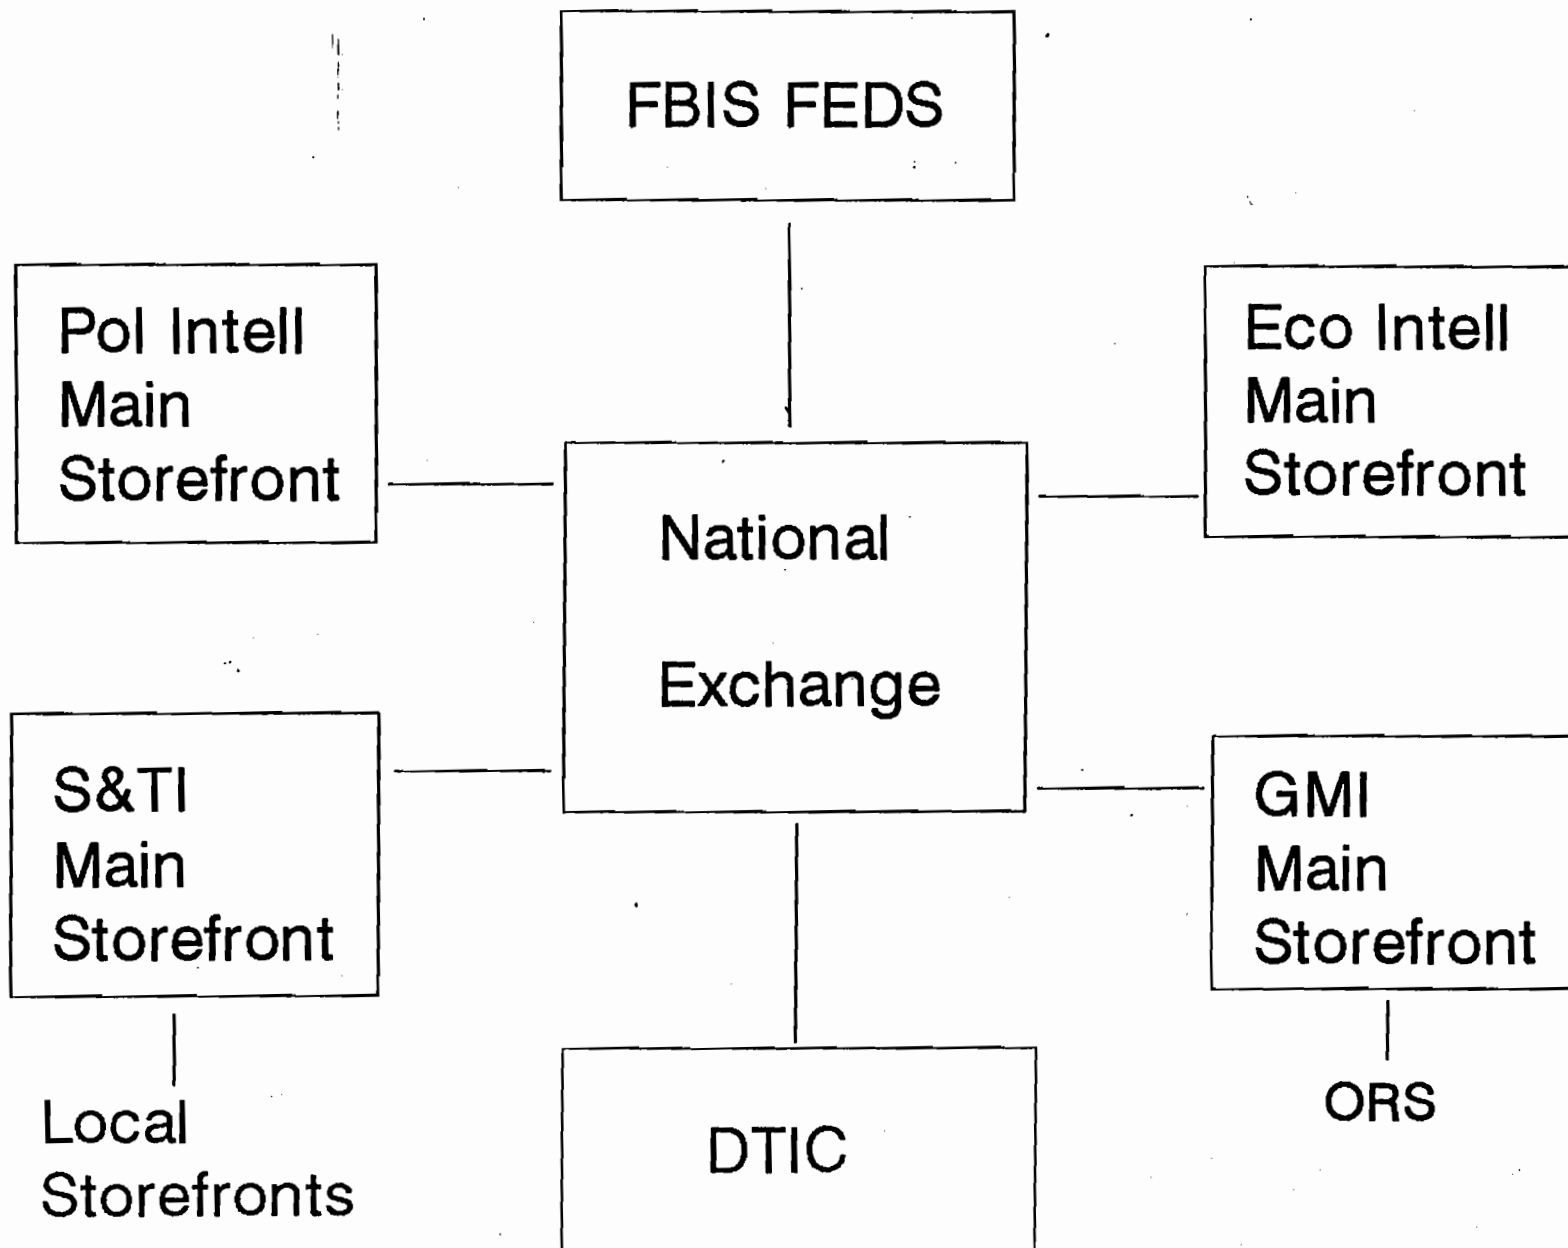 FBIS FEDS
Pol Intell
Main
Storefront
Eco Intell
Main
Storefront
National
Exchange
S&TI
Main
Storefront
GMI
Main
Storefront
Local
Storefronts
ORS
DTIC